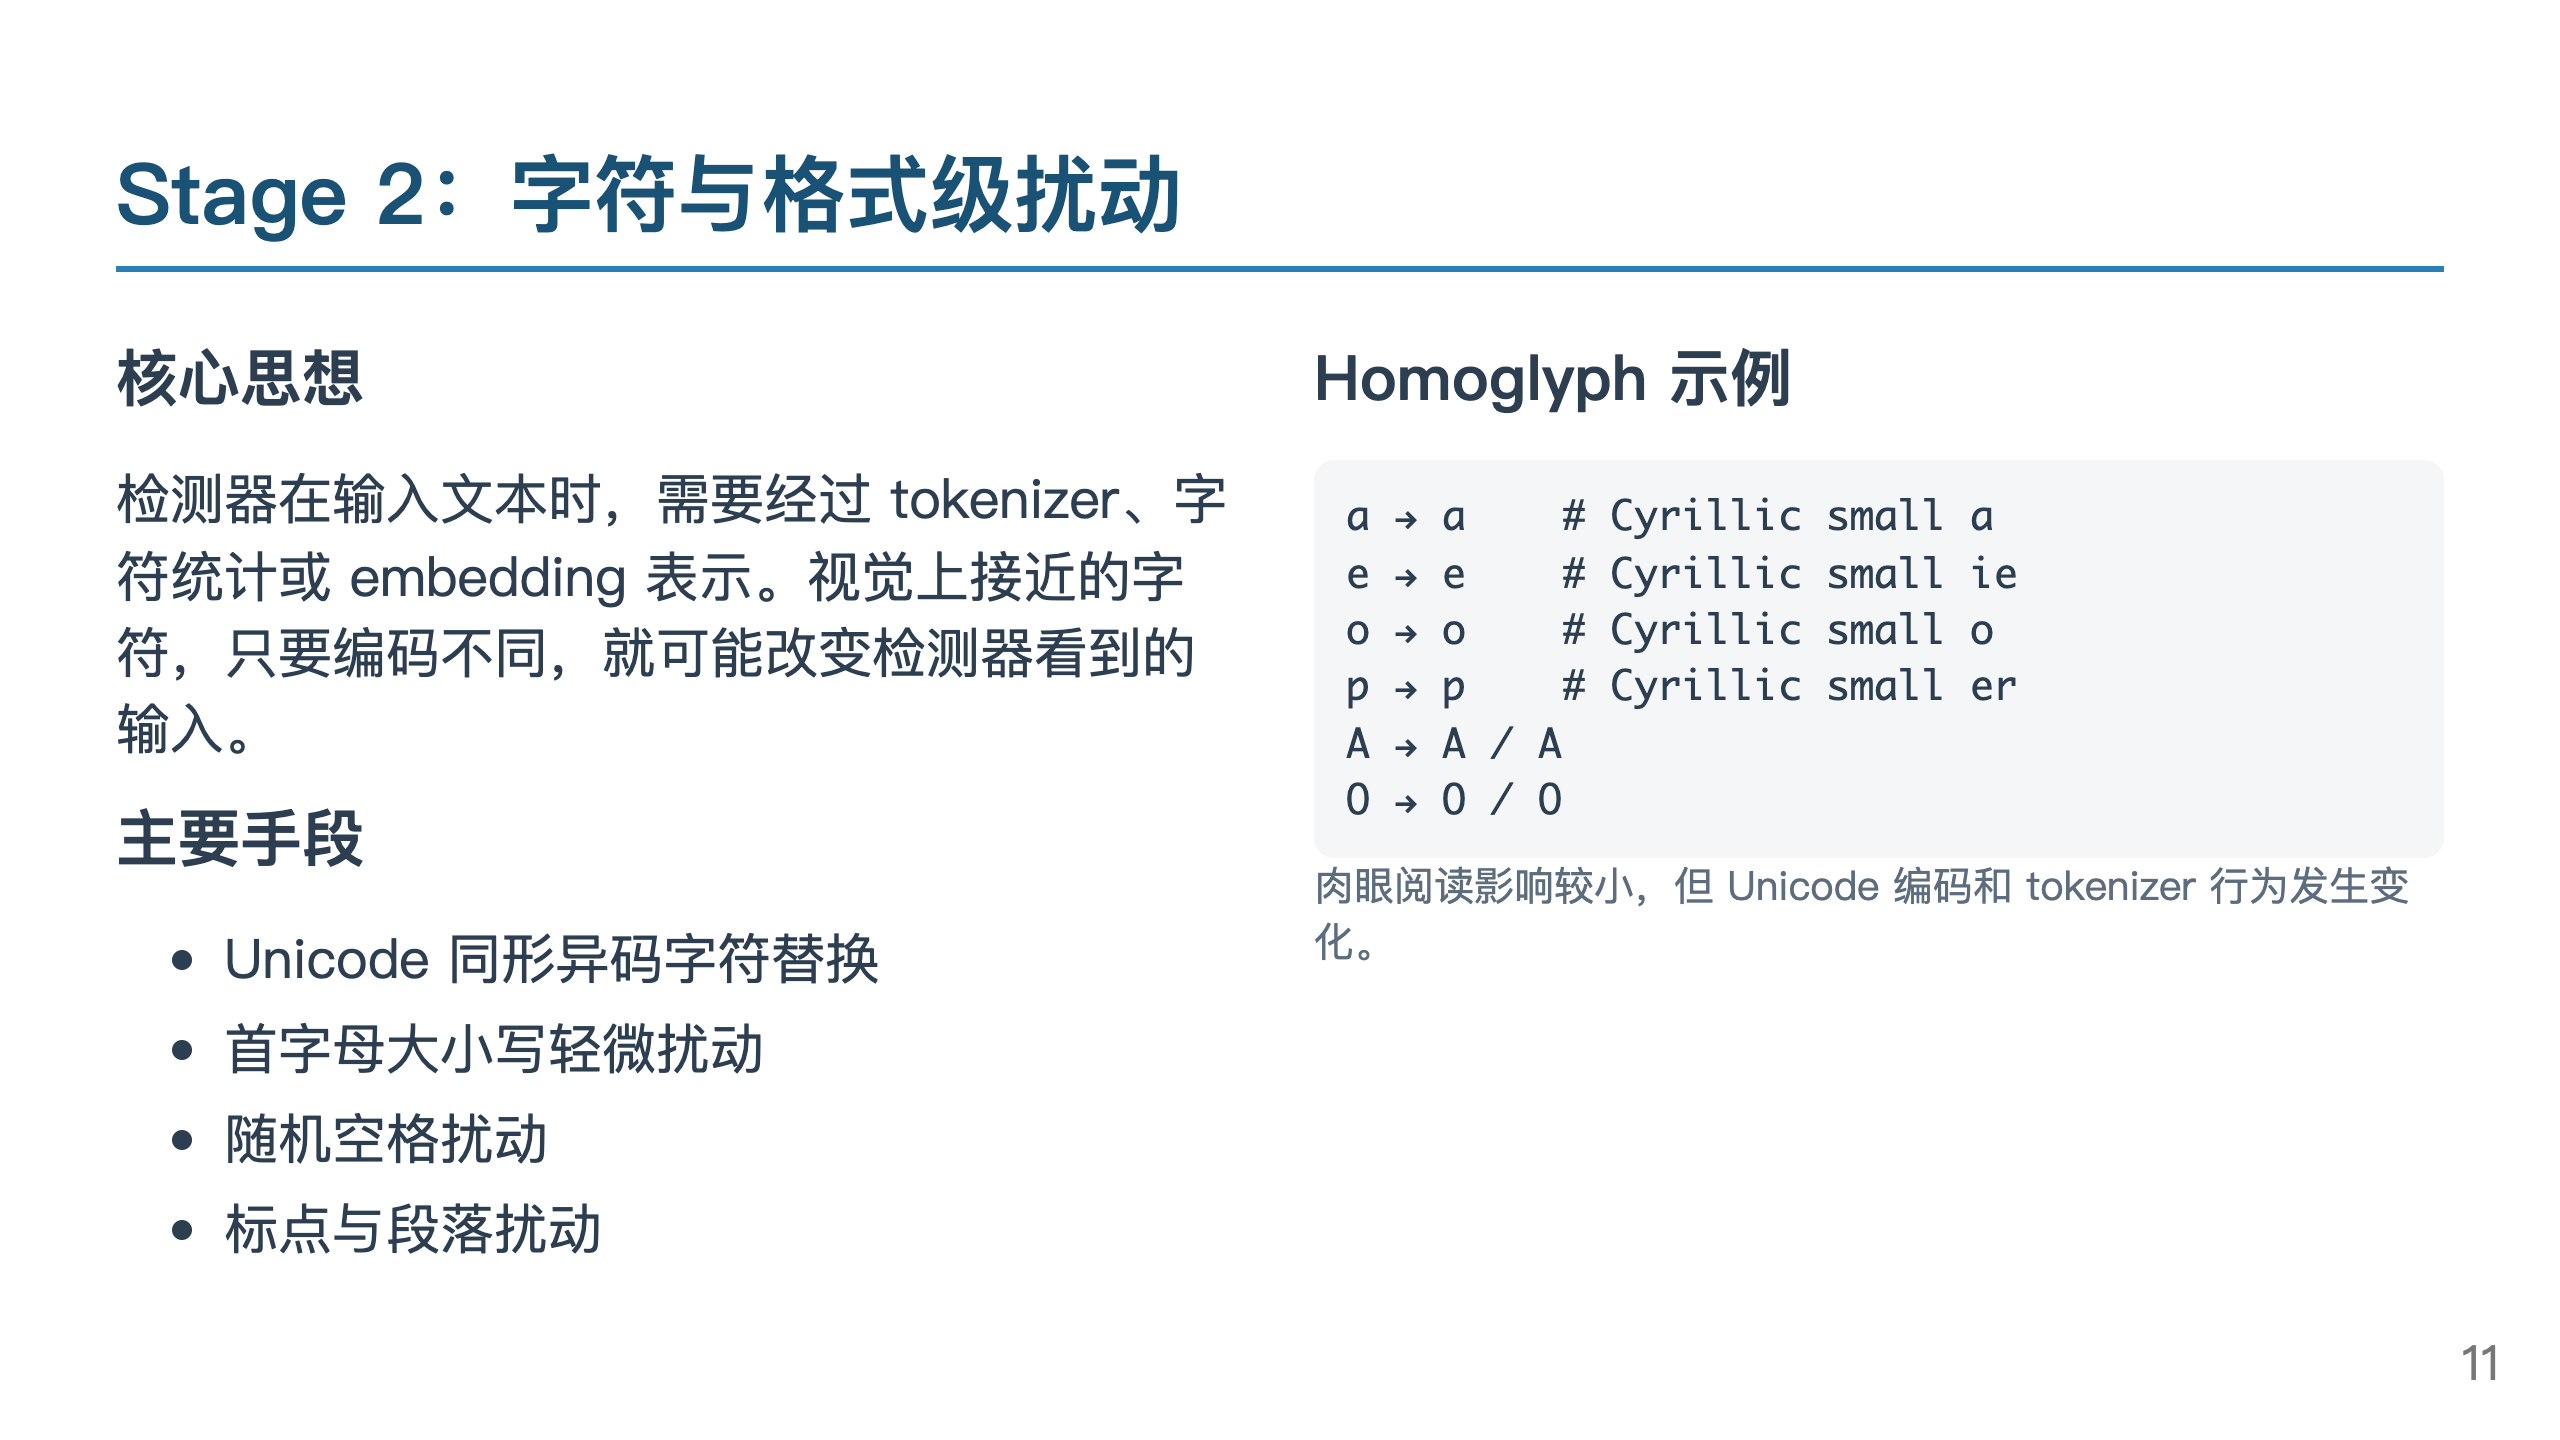 Stage 2：字符与格式级扰动
核心思想
检测器在输入文本时，需要经过 tokenizer、字
符统计或 embedding 表示。视觉上接近的字
符，只要编码不同，就可能改变检测器看到的
输入。
主要手段
• Unicode 同形异码字符替换
• 首字母大小写轻微扰动
• 随机空格扰动
• 标点与段落扰动
Homoglyph 示例
a → а    # Cyrillic small a
e → е    # Cyrillic small ie
o → о    # Cyrillic small o
p → р    # Cyrillic small er
A → Α / А
O → Ο / О
肉眼阅读影响较小，但 Unicode 编码和 tokenizer 行为发生变
化。
11